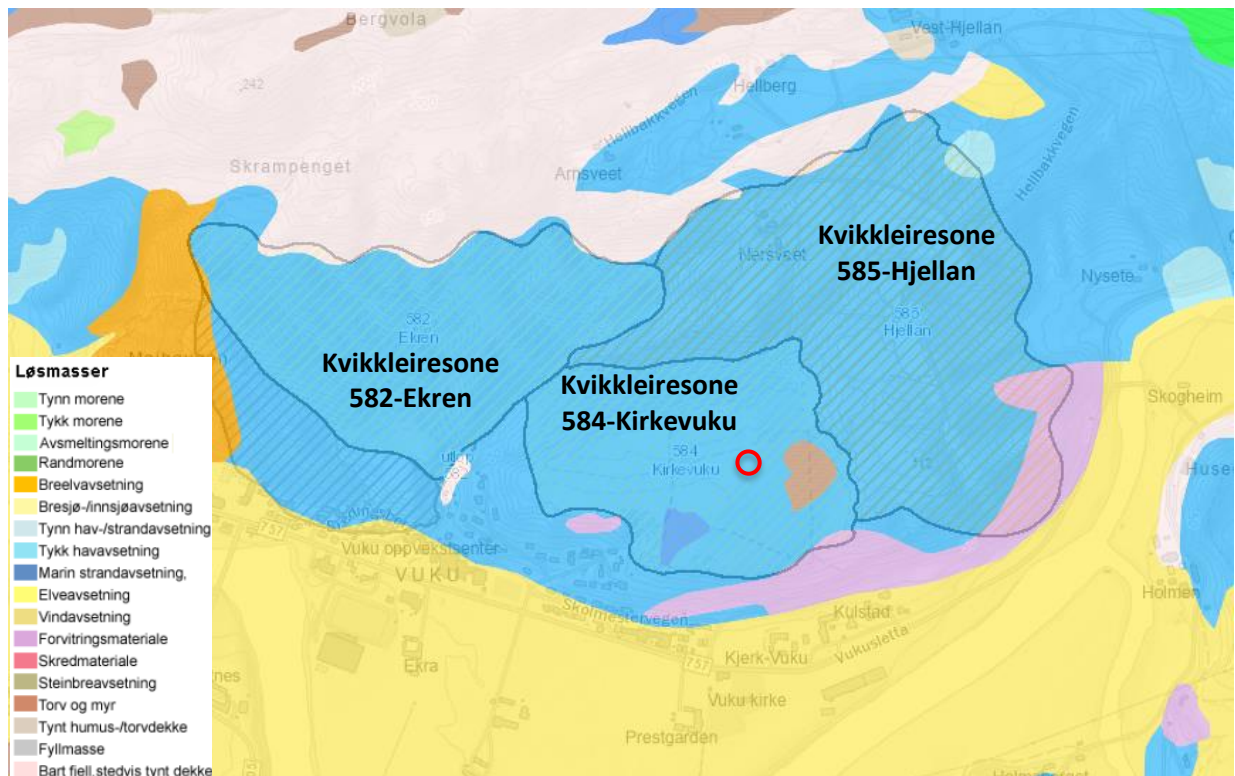 Bergvola
Vest-Hjellan
242
Hellberg
Hellbakkvegen
Skrampenget
Arnsveet
Hellbakkvegen
Kvikkleiresone
585-Hjellan
Nersveet
Nysete
582
Ekren
585
Hjellan
Kvikkleiresone
582-Ekren
Kvikkleiresone
584-Kirkevuku
Skogheim
584
Kirkevuku
Huse
Løsmasser
Tynn morene
Tykk morene
Avsmeltingsmorene
Randmorene
Breelvavsetning
Bresjø-/innsjøavsetning
Tynn hav-/strandavsetning
Tykk havavsetning
Marin strandavsetning,
Elveavsetning
Vindavsetning
Forvitringsmateriale
Skredmateriale
Steinbreavsetning
Torv og myr
Tynt humus-/torvdekke
Fyllmasse
Bart fjell,stedvis tynt dekke
757
Vuku oppvekstsenter
VUKU
Skolmestervegen
Kulstad
Holmen
Vukusletta
757
Kjerk-Vuku
Ekra
Vuku kirke
Prestgarden